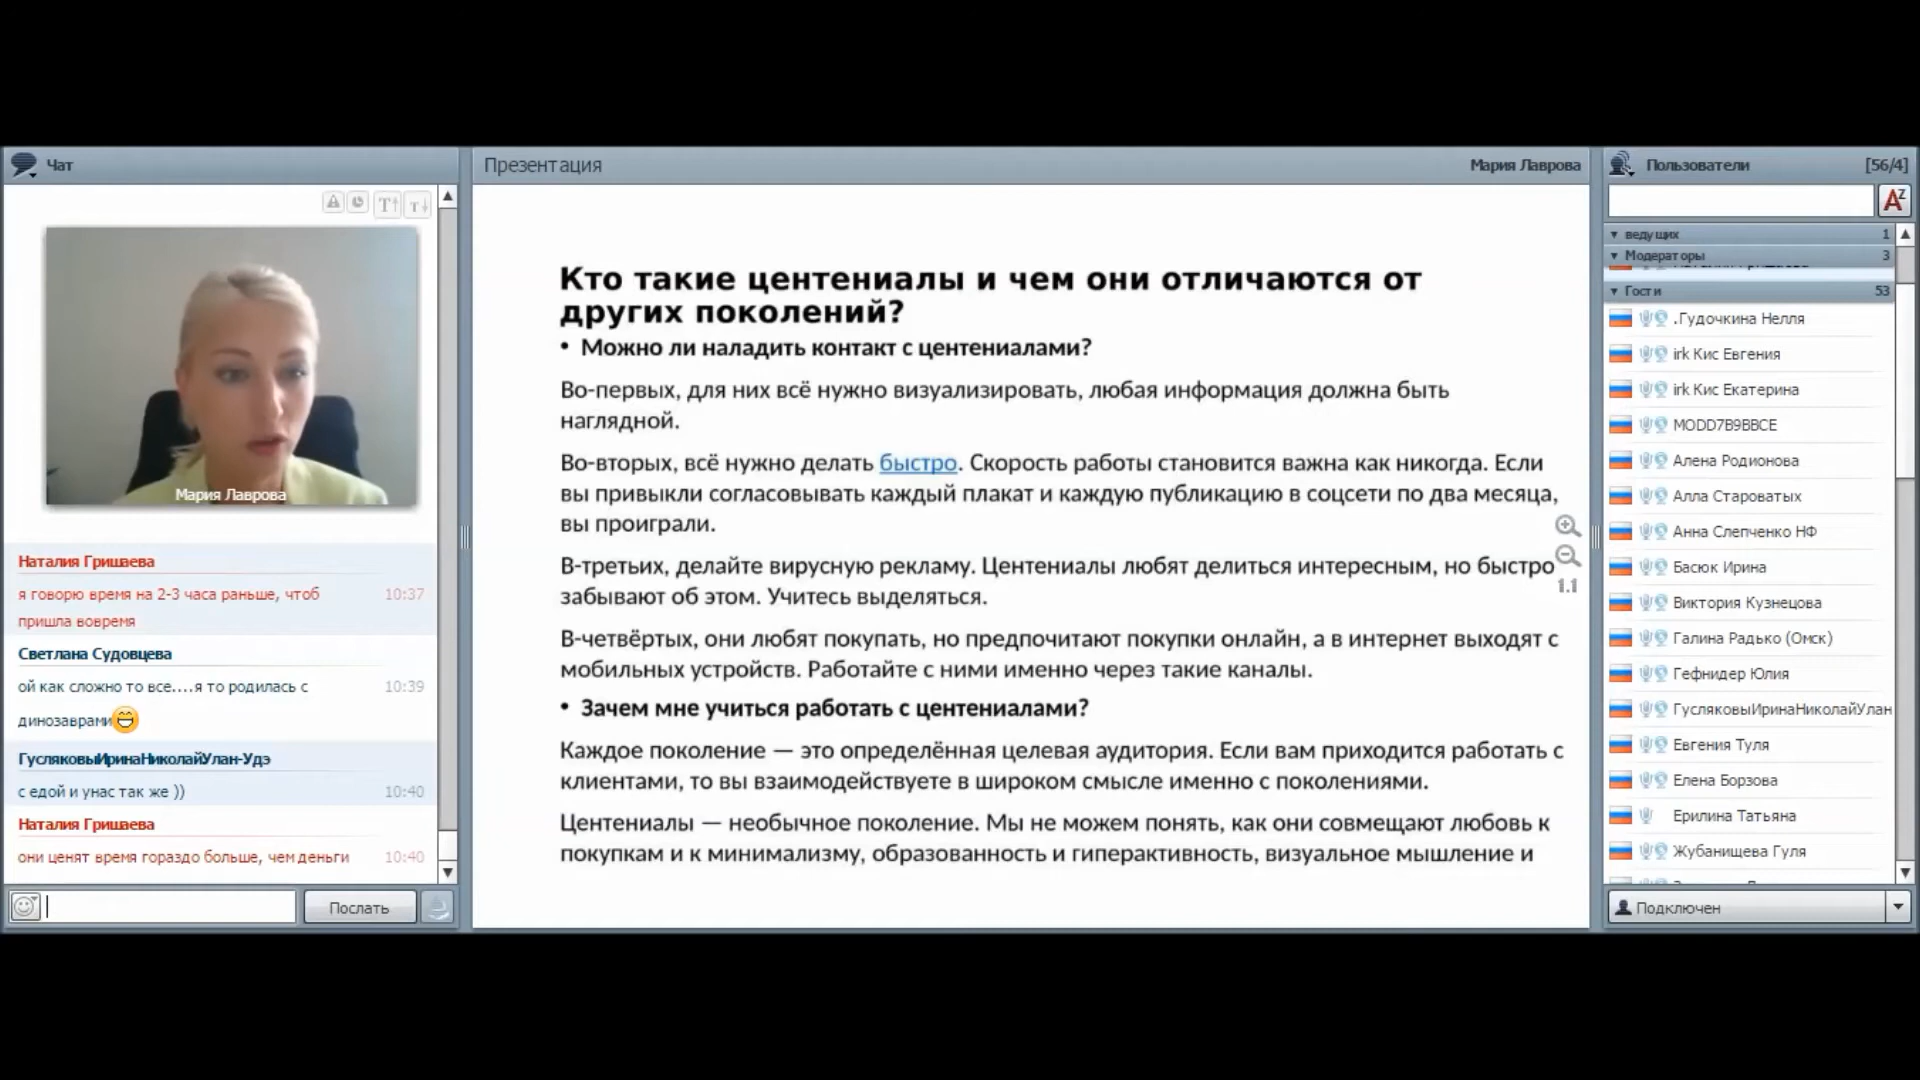 Чат
Мария Лаврова
Наталия Гришаева
я говорю время на 2-3 часа раньше, чтоб 10:37
пришла вовремя
Светлана Судовцева
ой как сложно то все....я то родилась с 10:39
динозаврами
ГусляковыИринаНиколайУлан-Удэ
с едой и унас так же )) 10:40
Наталия Гришаева
они ценят время гораздо больше, чем деньги 10:40
Послать
Презентация Мария Лаврова
Кто такие центениалы и чем они отличаются от
других поколений?
• Можно ли наладить контакт с центениалами?
Во-первых, для них всё нужно визуализировать, любая информация должна быть
наглядной.
Во-вторых, всё нужно делать быстро. Скорость работы становится важна как никогда. Если
вы привыкли согласовывать каждый плакат и каждую публикацию в соцсети по два месяца,
вы проиграли.
В-третьих, делайте вирусную рекламу. Центениалы любят делиться интересным, но быстро
забывают об этом. Учитесь выделяться.
В-четвёртых, они любят покупать, но предпочитают покупки онлайн, а в интернет выходят с
мобильных устройств. Работайте с ними именно через такие каналы.
• Зачем мне учиться работать с центениалами?
Каждое поколение — это определённая целевая аудитория. Если вам приходится работать с
клиентами, то вы взаимодействуете в широком смысле именно с поколениями.
Центениалы — необычное поколение. Мы не можем понять, как они совмещают любовь к
покупкам и к минимализму, образованность и гиперактивность, визуальное мышление и
1:1
Пользователи [56/4]
ведущих 1
Модераторы 3
Гости 53
.Гудочкина Нелля
irk Кис Евгения
irk Кис Екатерина
MODD7B9BBCE
Алена Родионова
Алла Староватых
Анна Слепченко НФ
Басюк Ирина
Виктория Кузнецова
Галина Радько (Омск)
Гефнидер Юлия
ГусляковыИринаНиколайУлан
Евгения Туля
Елена Борзова
Ерилина Татьяна
Жубанищева Гуля
Подключен